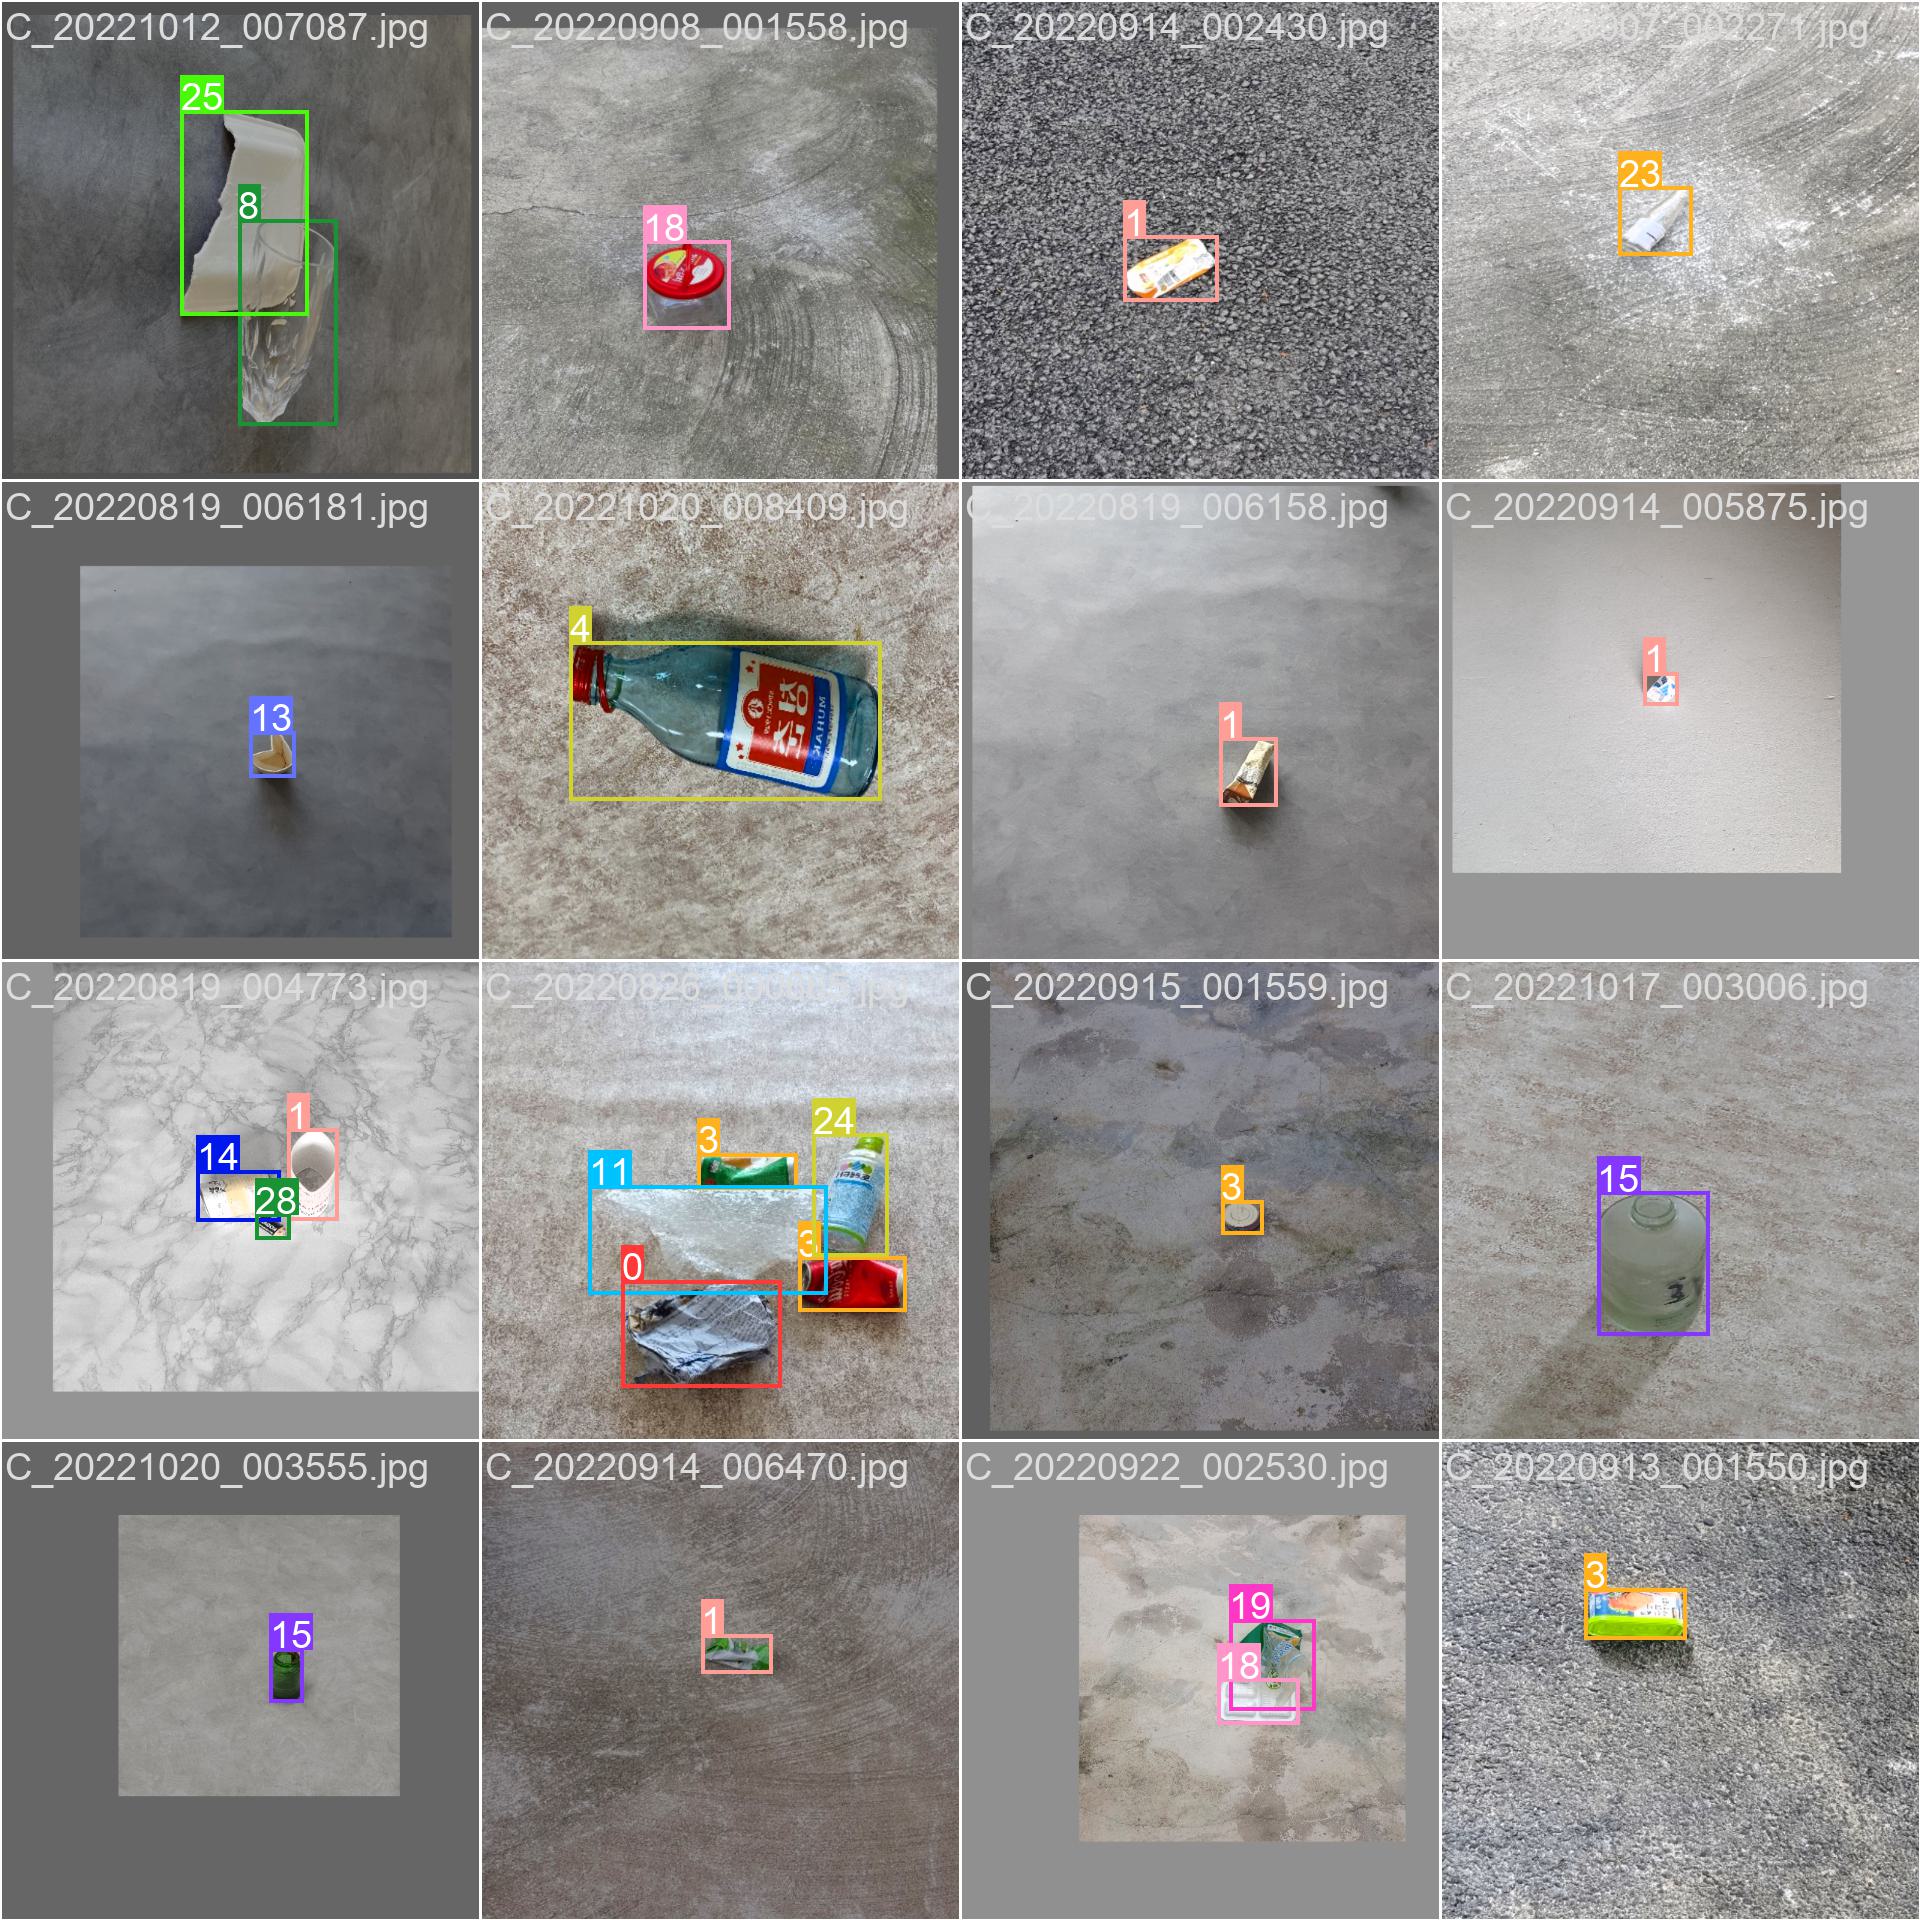 C_20221012_007087.jpg
C_20220908_001558.jpg
C_20220914_002430.jpg
25
8
18
1
23
C_20220819_006181.jpg
C_20221020_008409.jpg
C_20220819_006158.jpg
C_20220914_005875.jpg
13
4
1
1
C_20220819_004773.jpg
C_20220915_001559.jpg
C_20221017_003006.jpg
1
14
28
3
24
11
3
0
3
15
C_20221020_003555.jpg
C_20220914_006470.jpg
C_20220922_002530.jpg
C_20220913_001550.jpg
15
1
19
18
3